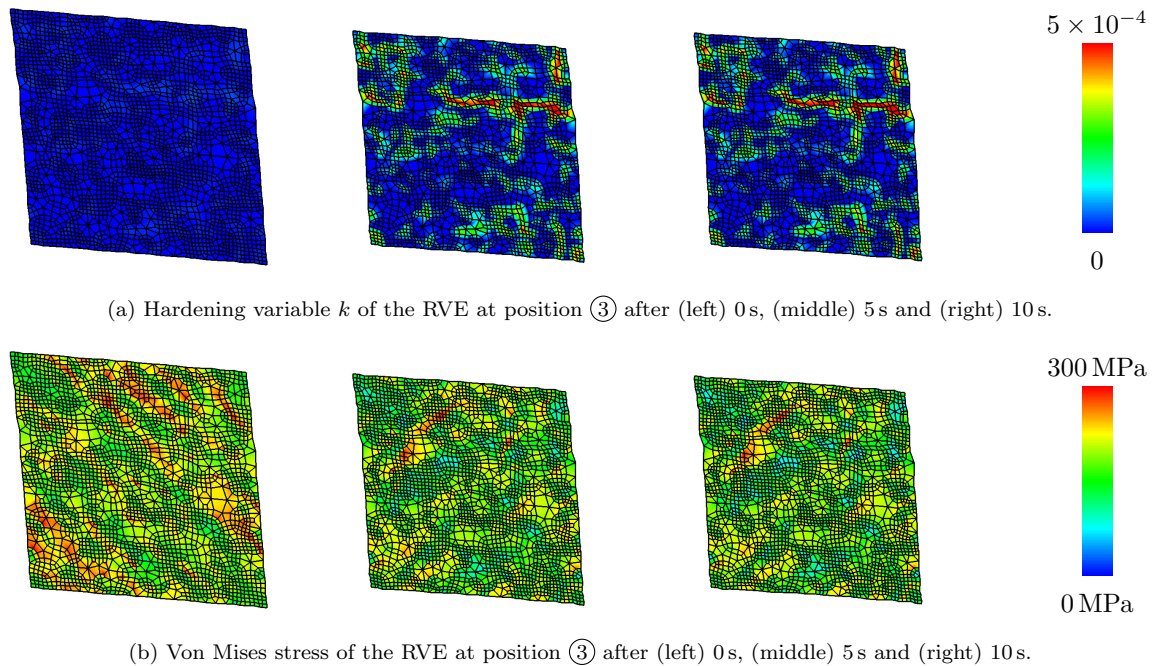 5 × 10⁻⁴
0
(a) Hardening variable k of the RVE at position ③ after (left) 0 s, (middle) 5 s and (right) 10 s.
300 MPa
0 MPa
(b) Von Mises stress of the RVE at position ③ after (left) 0 s, (middle) 5 s and (right) 10 s.